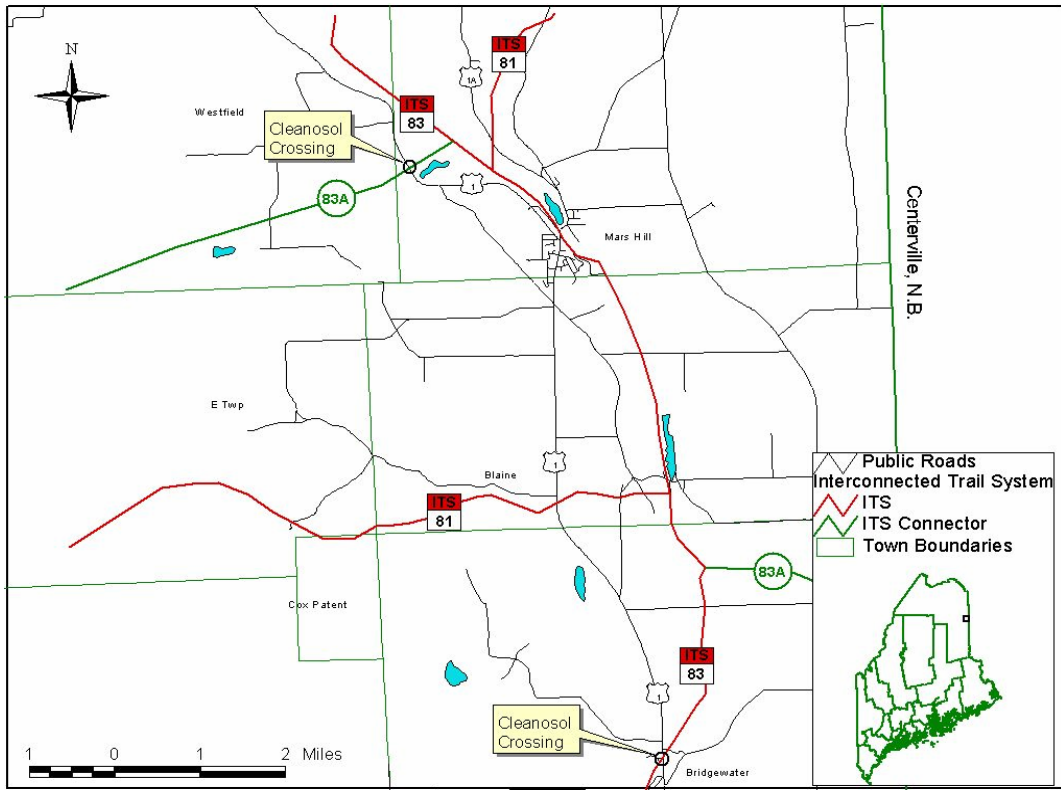 N
ITS
81
1A
Westfield
ITS
83
Cleanosol
Crossing
1
83A
Mars Hill
Centerville, N.B.
E Twp
1
Blaine
ITS
81
Public Roads
Interconnected Trail System
ITS
ITS Connector
Town Boundaries
83A
Cox Patent
ITS
83
1
Cleanosol
Crossing
Bridgewater
1 0 1 2 Miles